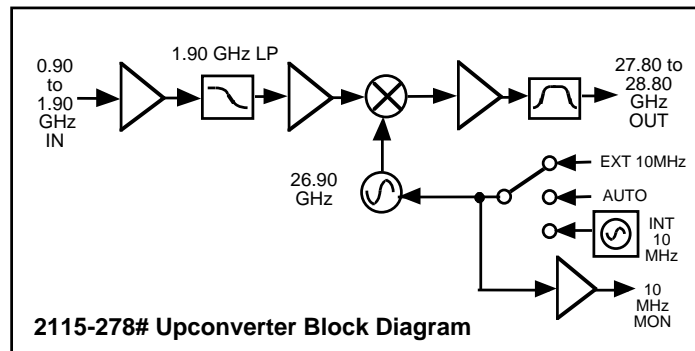 0.90
to
1.90
GHz
IN
1.90 GHz LP
27.80 to
28.80
GHz
OUT
26.90
GHz
EXT 10MHz
AUTO
INT
10
MHz
10
MHz
MON
2115-278# Upconverter Block Diagram